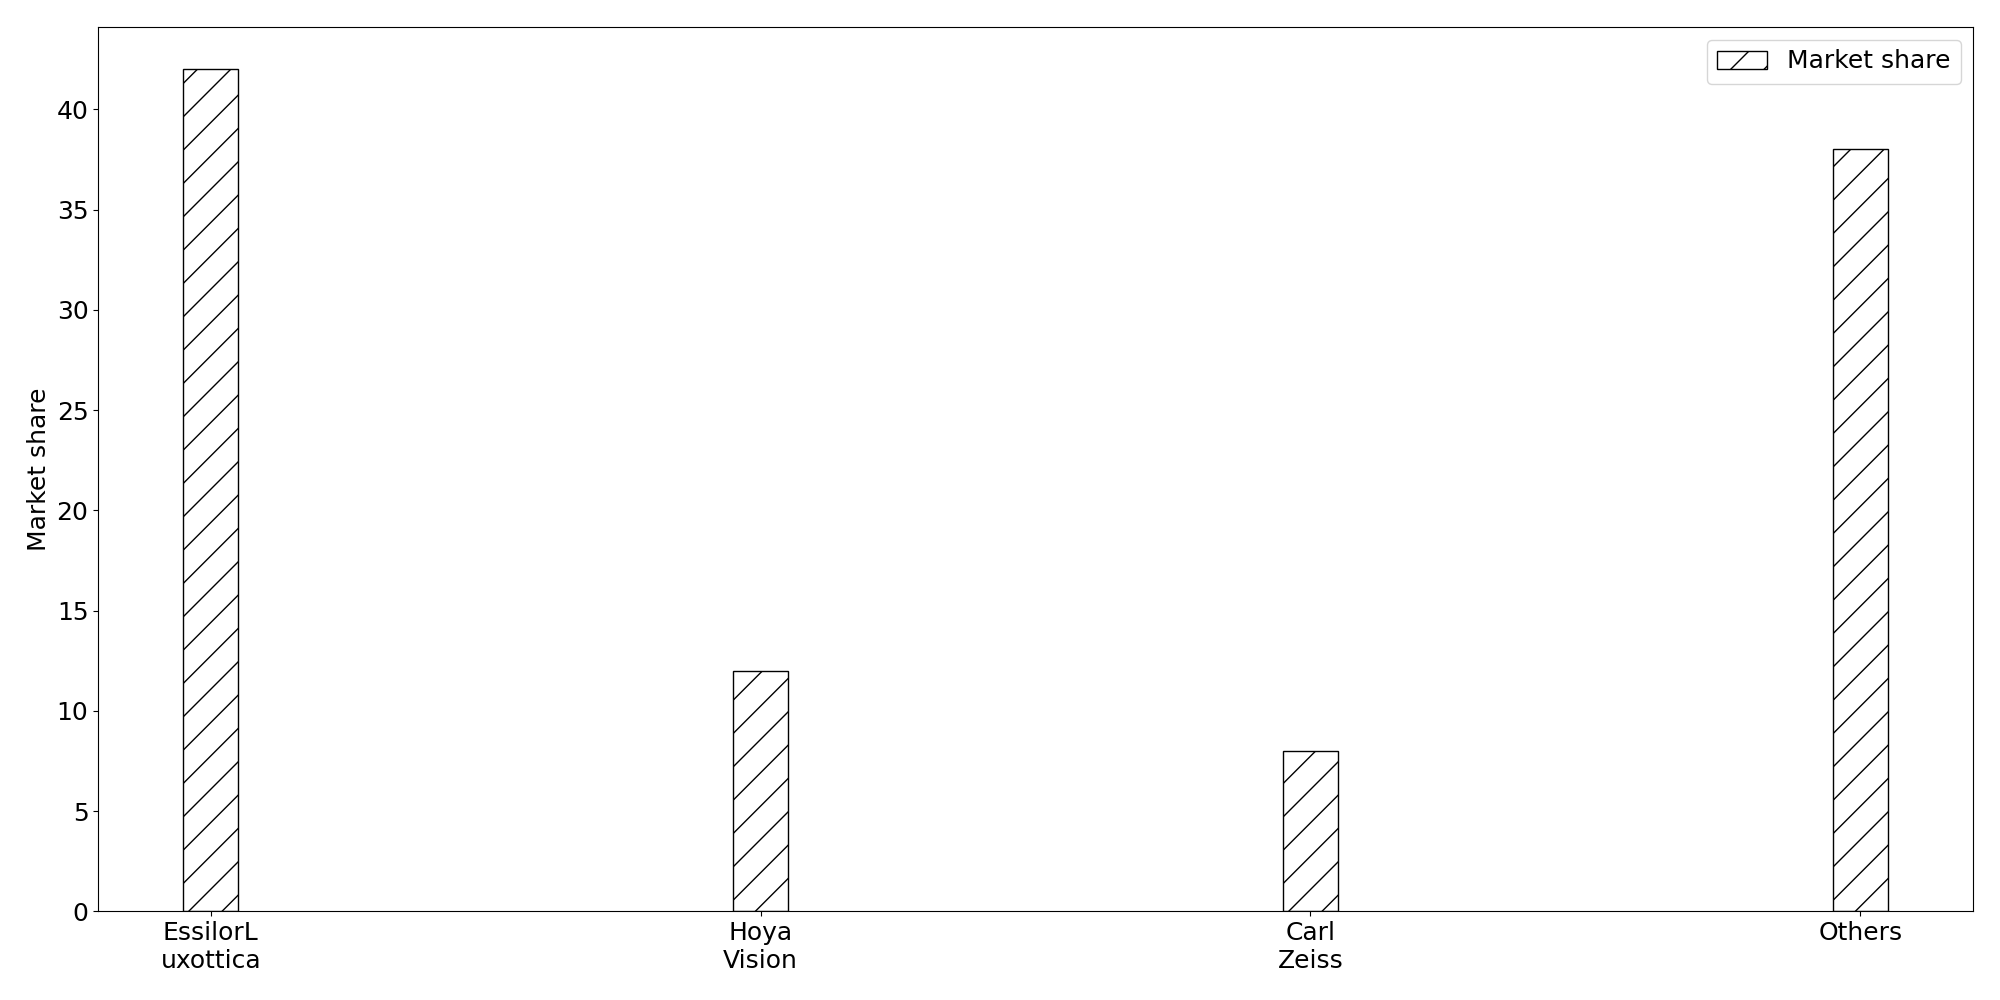 Market share
40
35
30
25
20
15
10
5
0
Market share
EssilorL
uxottica
Hoya
Vision
Carl
Zeiss
Others